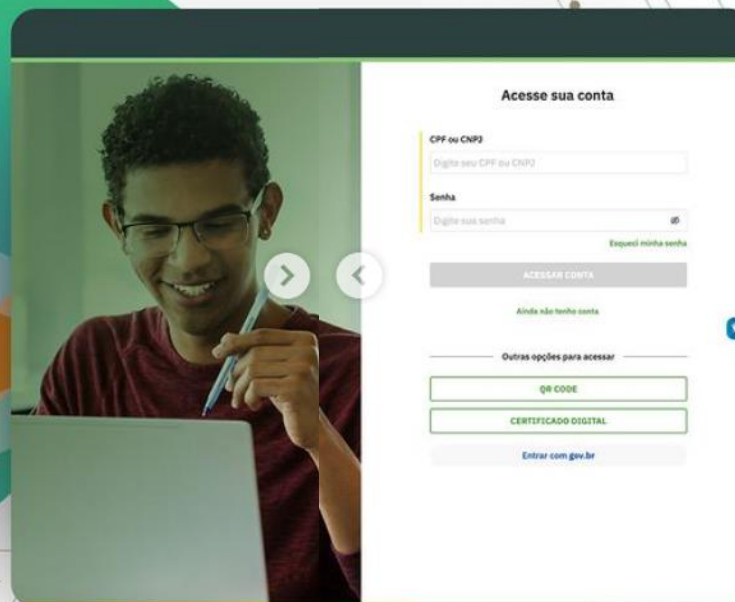 Acesse sua conta
CPF ou CNPJ
Digite seu CPF ou CNPJ
Senha
Digite sua senha
Esqueci minha senha
ACESSAR CONTA
Ainda não tenho conta
Outras opções para acessar
QR CODE
CERTIFICADO DIGITAL
Entrar com gov.br